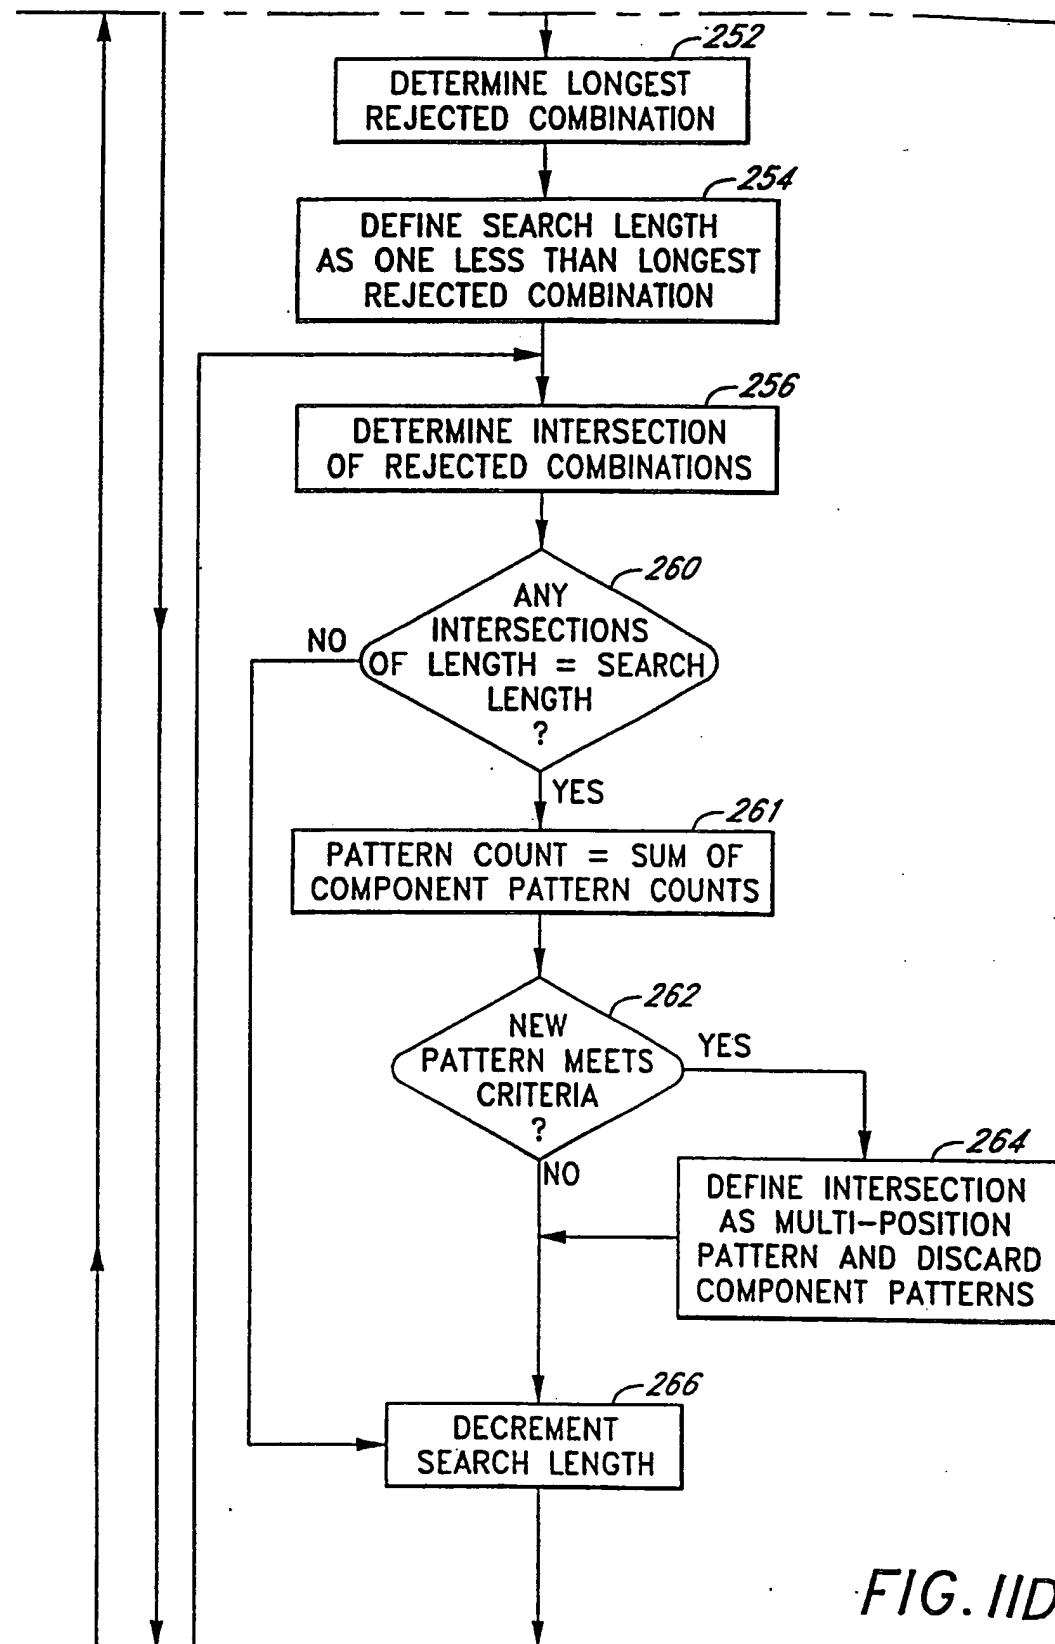 252
DETERMINE LONGEST
REJECTED COMBINATION
254
DEFINE SEARCH LENGTH
AS ONE LESS THAN LONGEST
REJECTED COMBINATION
256
DETERMINE INTERSECTION
OF REJECTED COMBINATIONS
260
ANY
INTERSECTIONS
OF LENGTH = SEARCH
LENGTH
?
NO
YES
261
PATTERN COUNT = SUM OF
COMPONENT PATTERN COUNTS
262
NEW
PATTERN MEETS
CRITERIA
?
YES
NO
264
DEFINE INTERSECTION
AS MULTI-POSITION
PATTERN AND DISCARD
COMPONENT PATTERNS
266
DECREMENT
SEARCH LENGTH
FIG. 11D